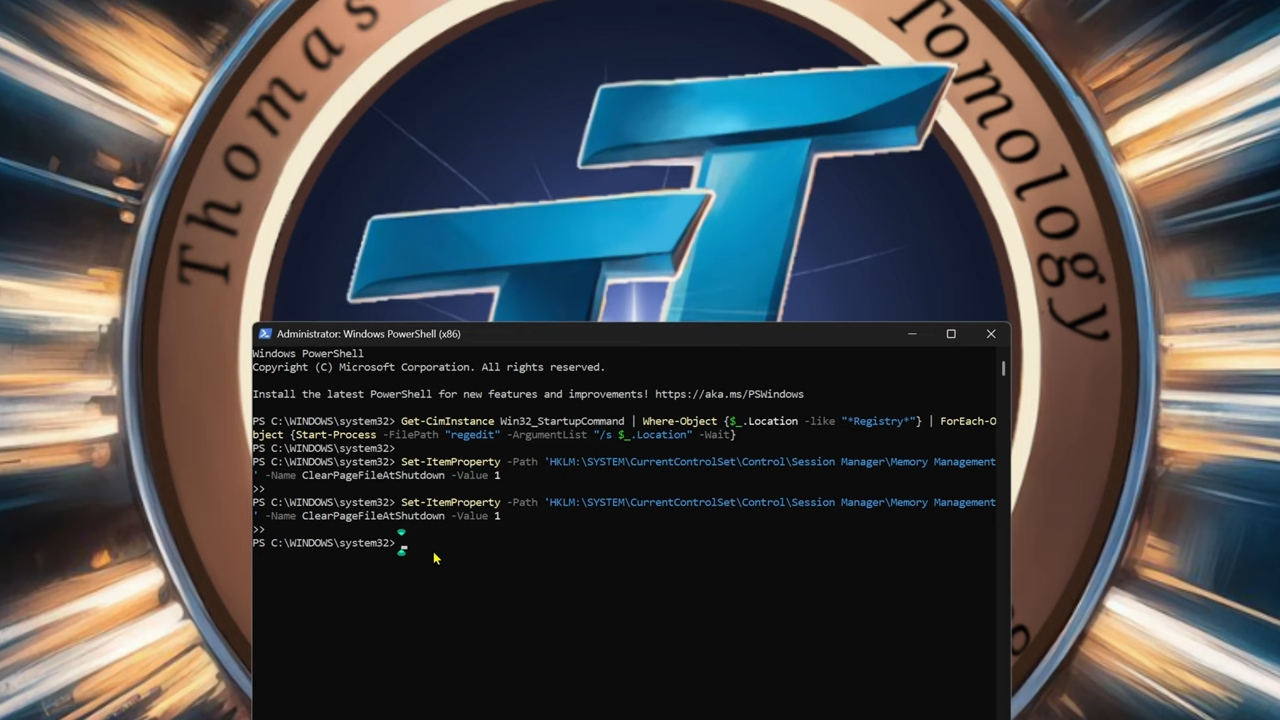 Thomas Tomology
Administrator: Windows PowerShell (x86)
Windows PowerShell
Copyright (C) Microsoft Corporation. All rights reserved.
Install the latest PowerShell for new features and improvements! https://aka.ms/PSWindows
PS C:\WINDOWS\system32> Get-CimInstance Win32_StartupCommand | Where-Object {$_.Location -like "*Registry*"} | ForEach-O
bject {Start-Process -FilePath "regedit" -ArgumentList "/s $_.Location" -Wait}
PS C:\WINDOWS\system32>
PS C:\WINDOWS\system32> Set-ItemProperty -Path 'HKLM:\SYSTEM\CurrentControlSet\Control\Session Manager\Memory Management
' -Name ClearPageFileAtShutdown -Value 1
>>
PS C:\WINDOWS\system32> Set-ItemProperty -Path 'HKLM:\SYSTEM\CurrentControlSet\Control\Session Manager\Memory Management
' -Name ClearPageFileAtShutdown -Value 1
>>
PS C:\WINDOWS\system32>